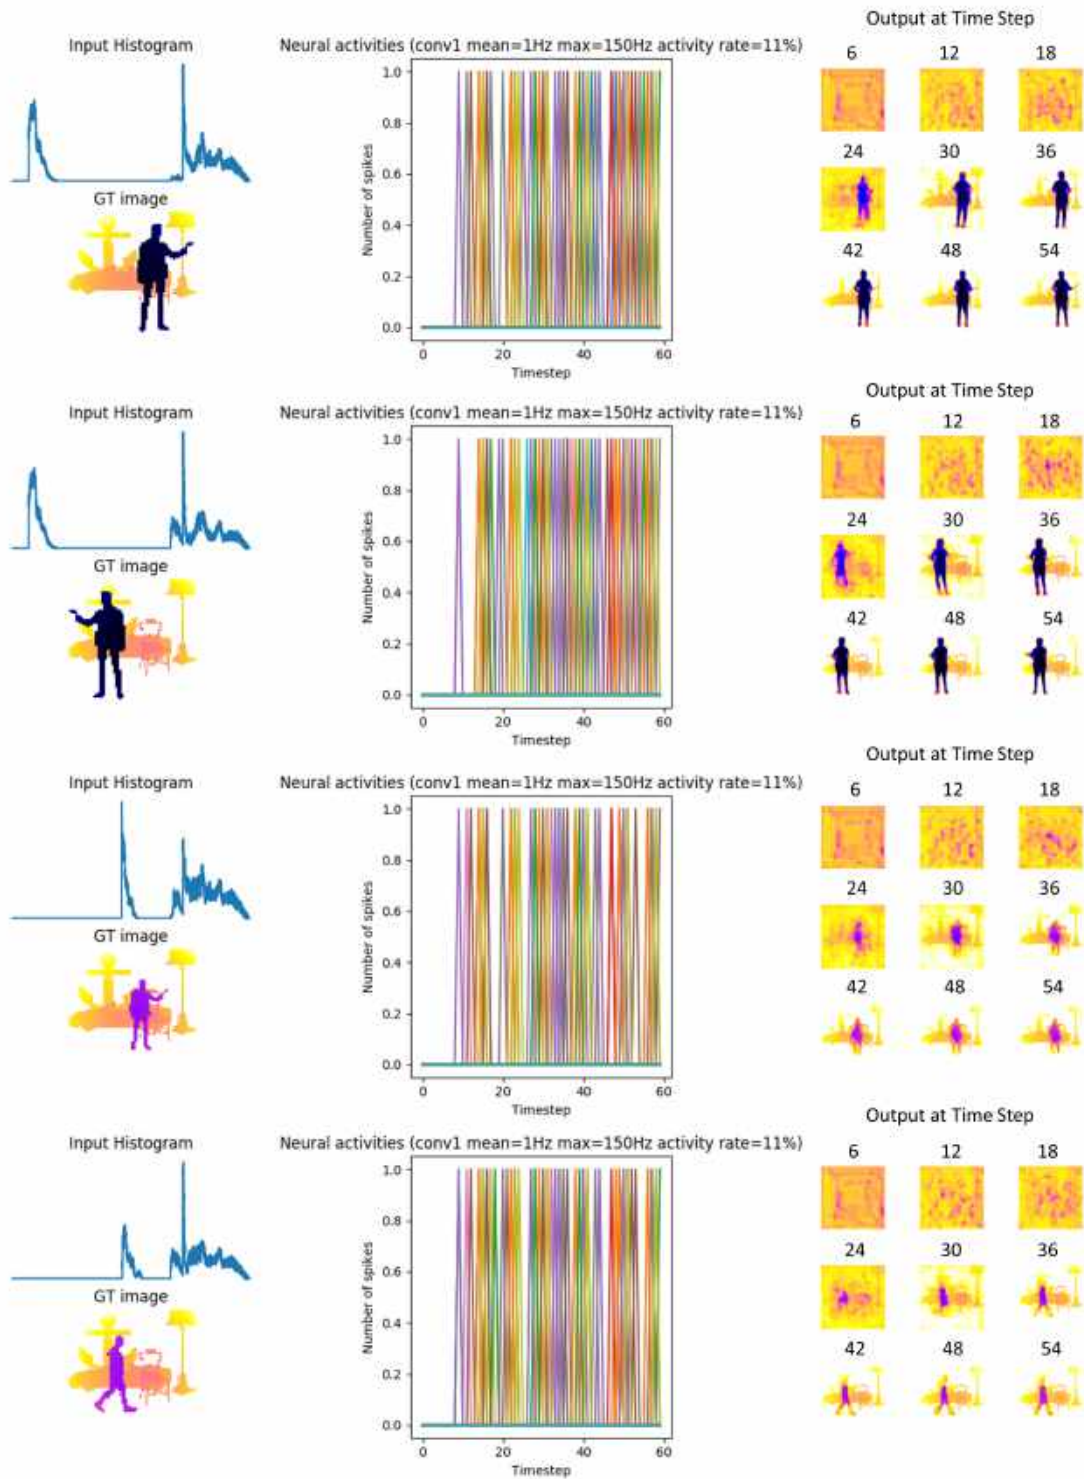 Output at Time Step
Input Histogram
Neural activities (conv1 mean=1Hz max=150Hz activity rate=11%)
6 12 18
1.0
0.8
24 30 36
GT image
Number of spikes
0.6
0.4
42 48 54
0.2
0.0
0 20 40 60
Timestep
Output at Time Step
Input Histogram
Neural activities (conv1 mean=1Hz max=150Hz activity rate=11%)
6 12 18
1.0
0.8
24 30 36
GT image
Number of spikes
0.6
0.4
42 48 54
0.2
0.0
0 20 40 60
Timestep
Output at Time Step
Input Histogram
Neural activities (conv1 mean=1Hz max=150Hz activity rate=11%)
6 12 18
1.0
0.8
24 30 36
GT image
Number of spikes
0.6
0.4
42 48 54
0.2
0.0
0 20 40 60
Timestep
Output at Time Step
Input Histogram
Neural activities (conv1 mean=1Hz max=150Hz activity rate=11%)
6 12 18
1.0
0.8
24 30 36
GT image
Number of spikes
0.6
0.4
42 48 54
0.2
0.0
0 20 40 60
Timestep